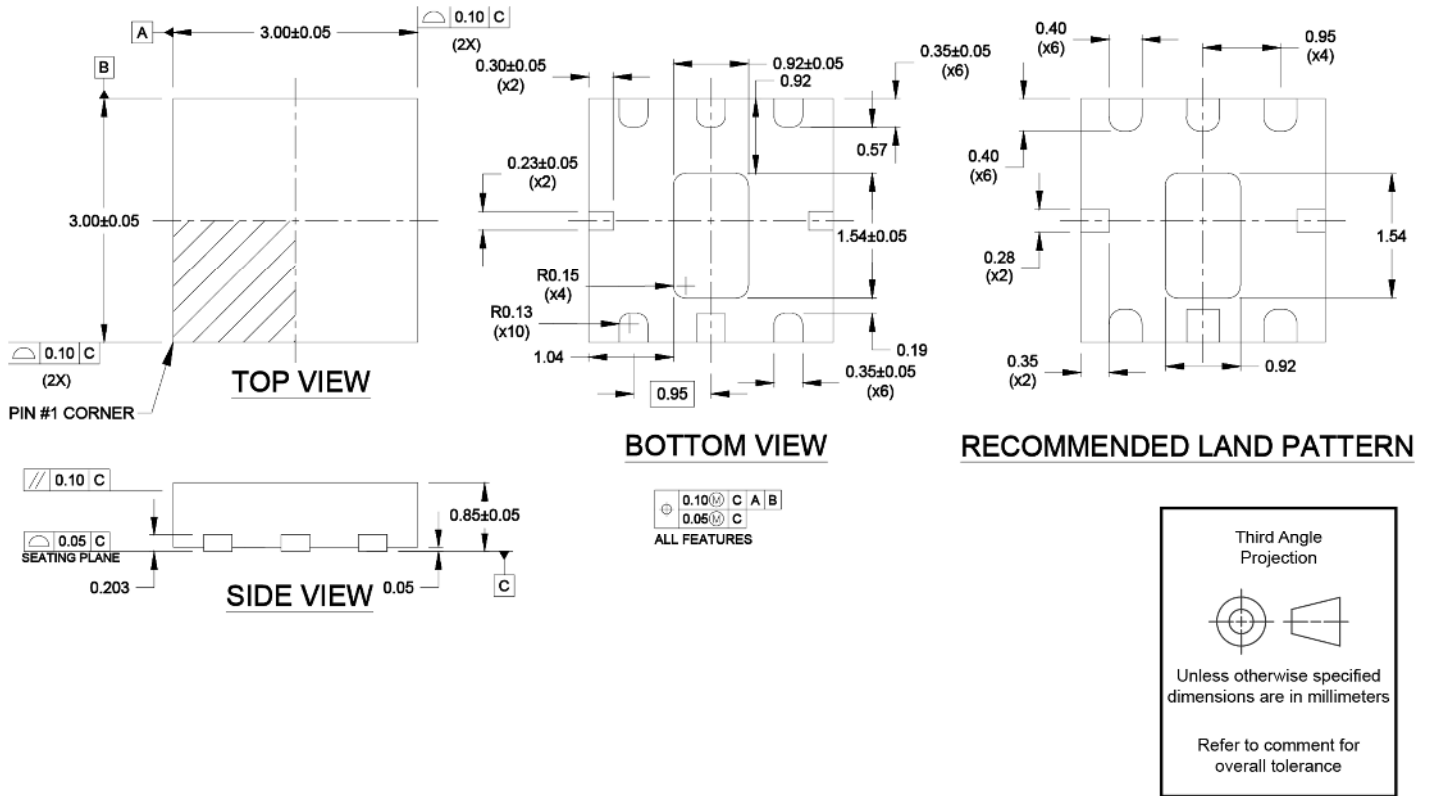 A
3.00±0.05
⌓ 0.10 C
(2X)
B
3.00±0.05
⌓ 0.10 C
(2X)
PIN #1 CORNER
TOP VIEW
0.30±0.05
(x2)
0.92±0.05
0.92
0.35±0.05
(x6)
0.57
0.23±0.05
(x2)
1.54±0.05
R0.15
(x4)
R0.13
(x10)
1.04
0.19
0.35±0.05
(x6)
0.95
BOTTOM VIEW
0.40
(x6)
0.95
(x4)
0.40
(x6)
0.28
(x2)
1.54
0.35
(x2)
0.92
RECOMMENDED LAND PATTERN
// 0.10 C
⌓ 0.05 C
SEATING PLANE
0.203
0.85±0.05
0.05
C
SIDE VIEW
⌖ 0.10Ⓜ C A B
0.05Ⓜ C
ALL FEATURES
Third Angle
Projection
Unless otherwise specified
dimensions are in millimeters
Refer to comment for
overall tolerance